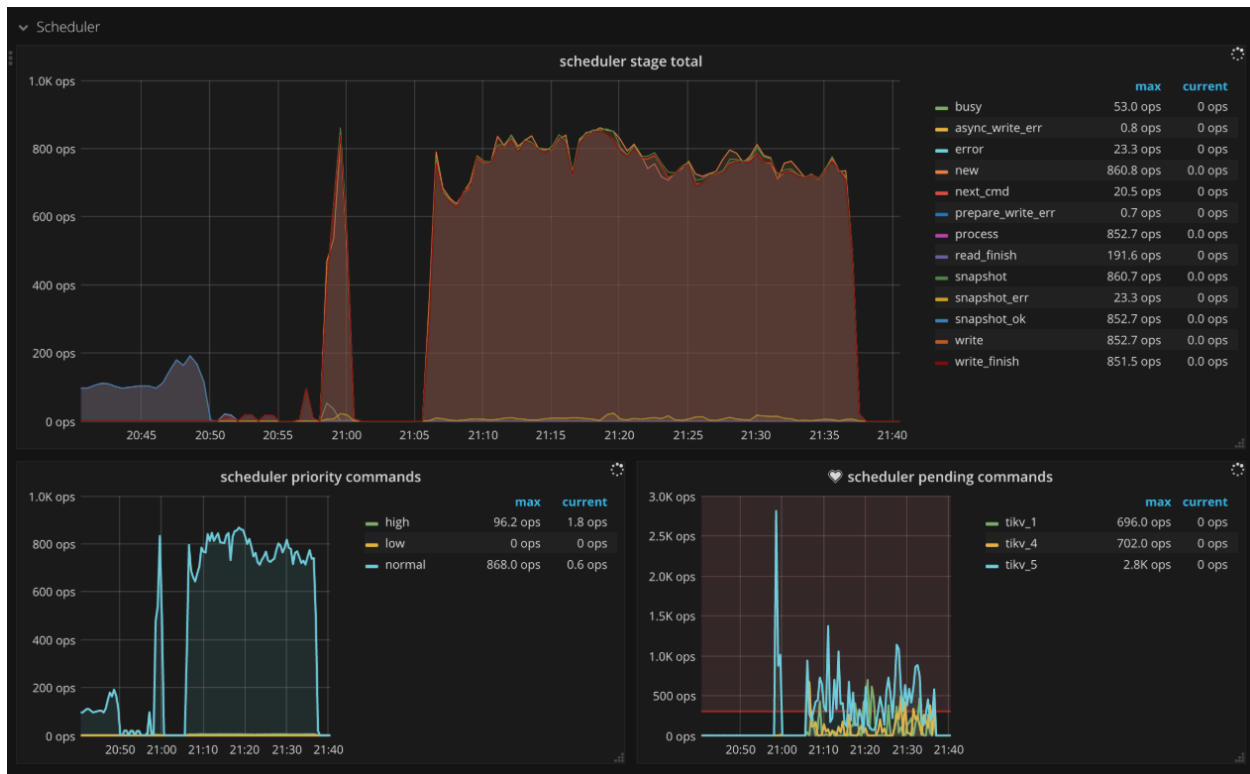 Scheduler
scheduler stage total
1.0K ops
800 ops
600 ops
400 ops
200 ops
0 ops
20:45 20:50 20:55 21:00 21:05 21:10 21:15 21:20 21:25 21:30 21:35 21:40
max current
busy 53.0 ops 0 ops
async_write_err 0.8 ops 0 ops
error 23.3 ops 0 ops
new 860.8 ops 0.0 ops
next_cmd 20.5 ops 0 ops
prepare_write_err 0.7 ops 0 ops
process 852.7 ops 0.0 ops
read_finish 191.6 ops 0 ops
snapshot 860.7 ops 0.0 ops
snapshot_err 23.3 ops 0 ops
snapshot_ok 852.7 ops 0.0 ops
write 852.7 ops 0.0 ops
write_finish 851.5 ops 0.0 ops
scheduler priority commands
1.0K ops
800 ops
600 ops
400 ops
200 ops
0 ops
20:50 21:00 21:10 21:20 21:30 21:40
max current
high 96.2 ops 1.8 ops
low 0 ops 0 ops
normal 868.0 ops 0.6 ops
scheduler pending commands
3.0K ops
2.5K ops
2.0K ops
1.5K ops
1.0K ops
500 ops
0 ops
20:50 21:00 21:10 21:20 21:30 21:40
max current
tikv_1 696.0 ops 0 ops
tikv_4 702.0 ops 0 ops
tikv_5 2.8K ops 0 ops